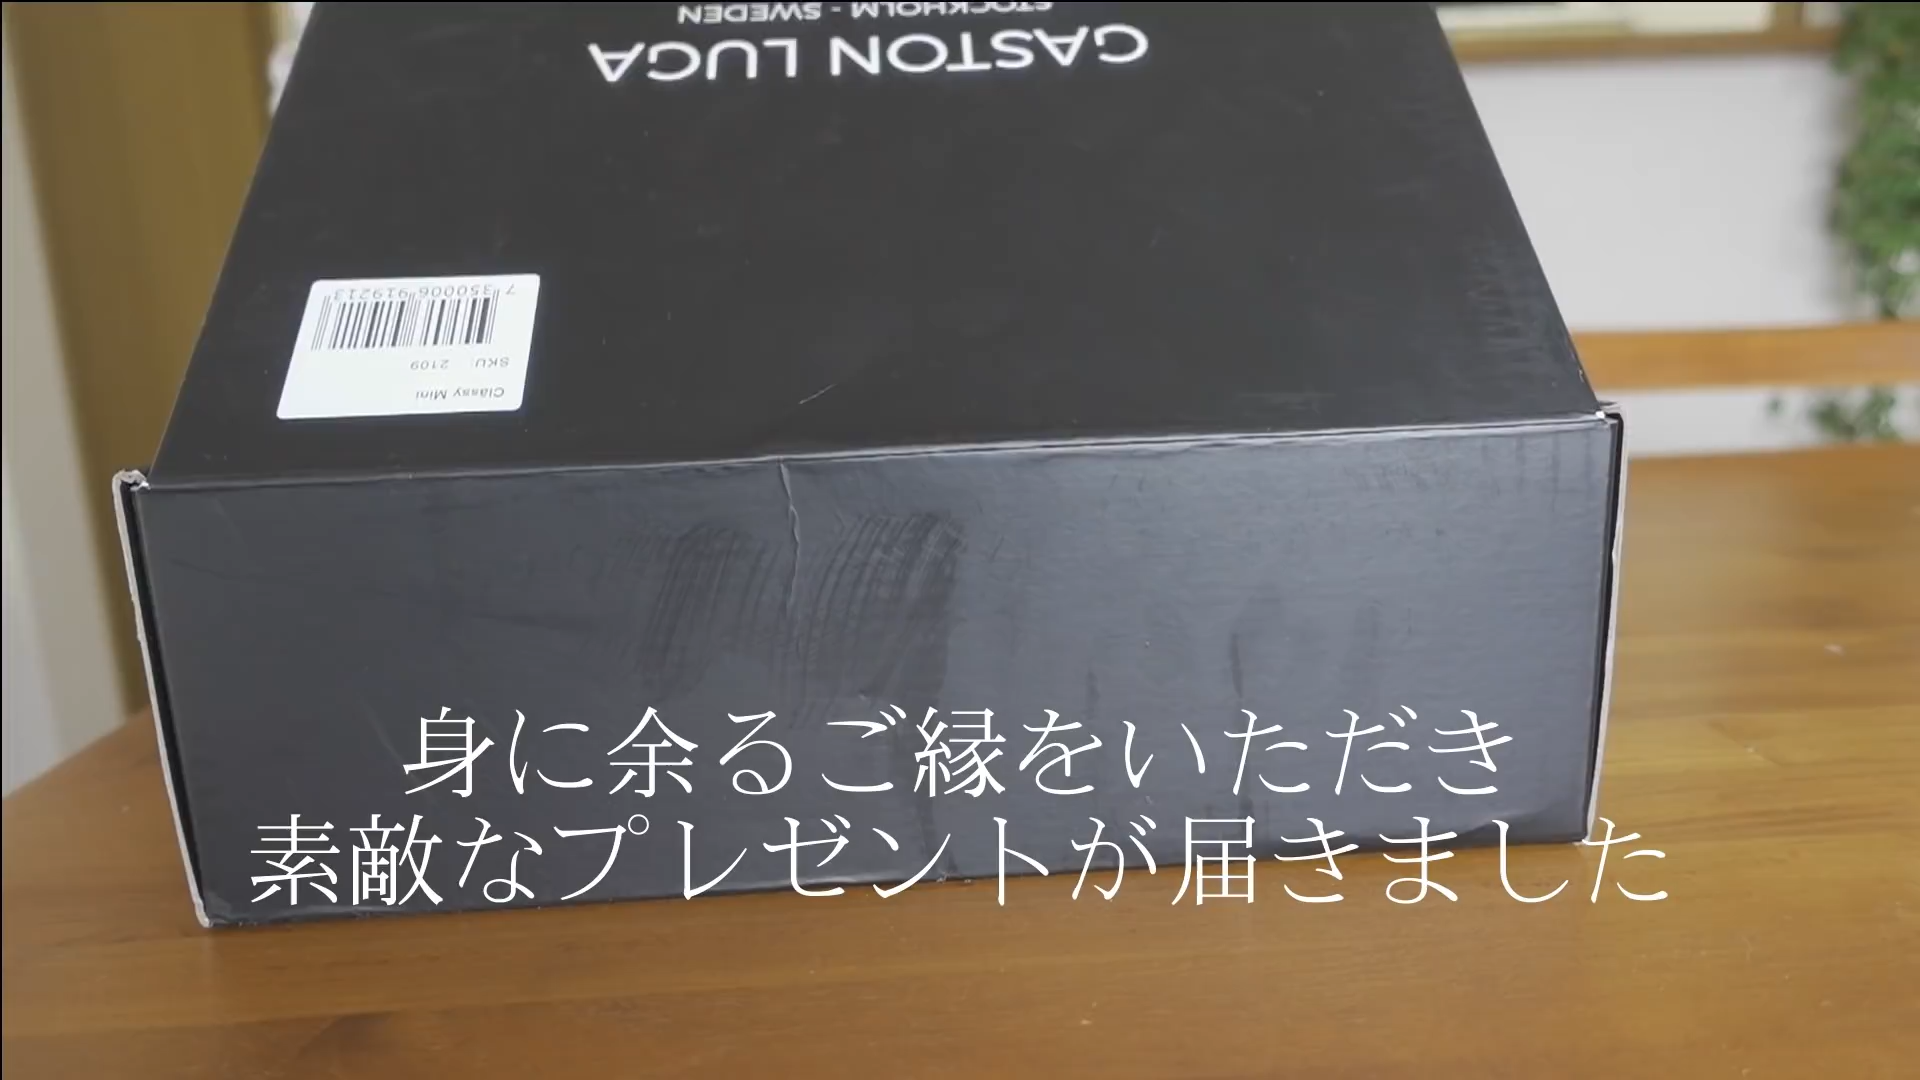 GASTON LUGA
STOCKHOLM - SWEDEN
Classy Mini
SKU: 2109
7 350006 919213
身に余るご縁をいただき
素敵なプレゼントが届きました